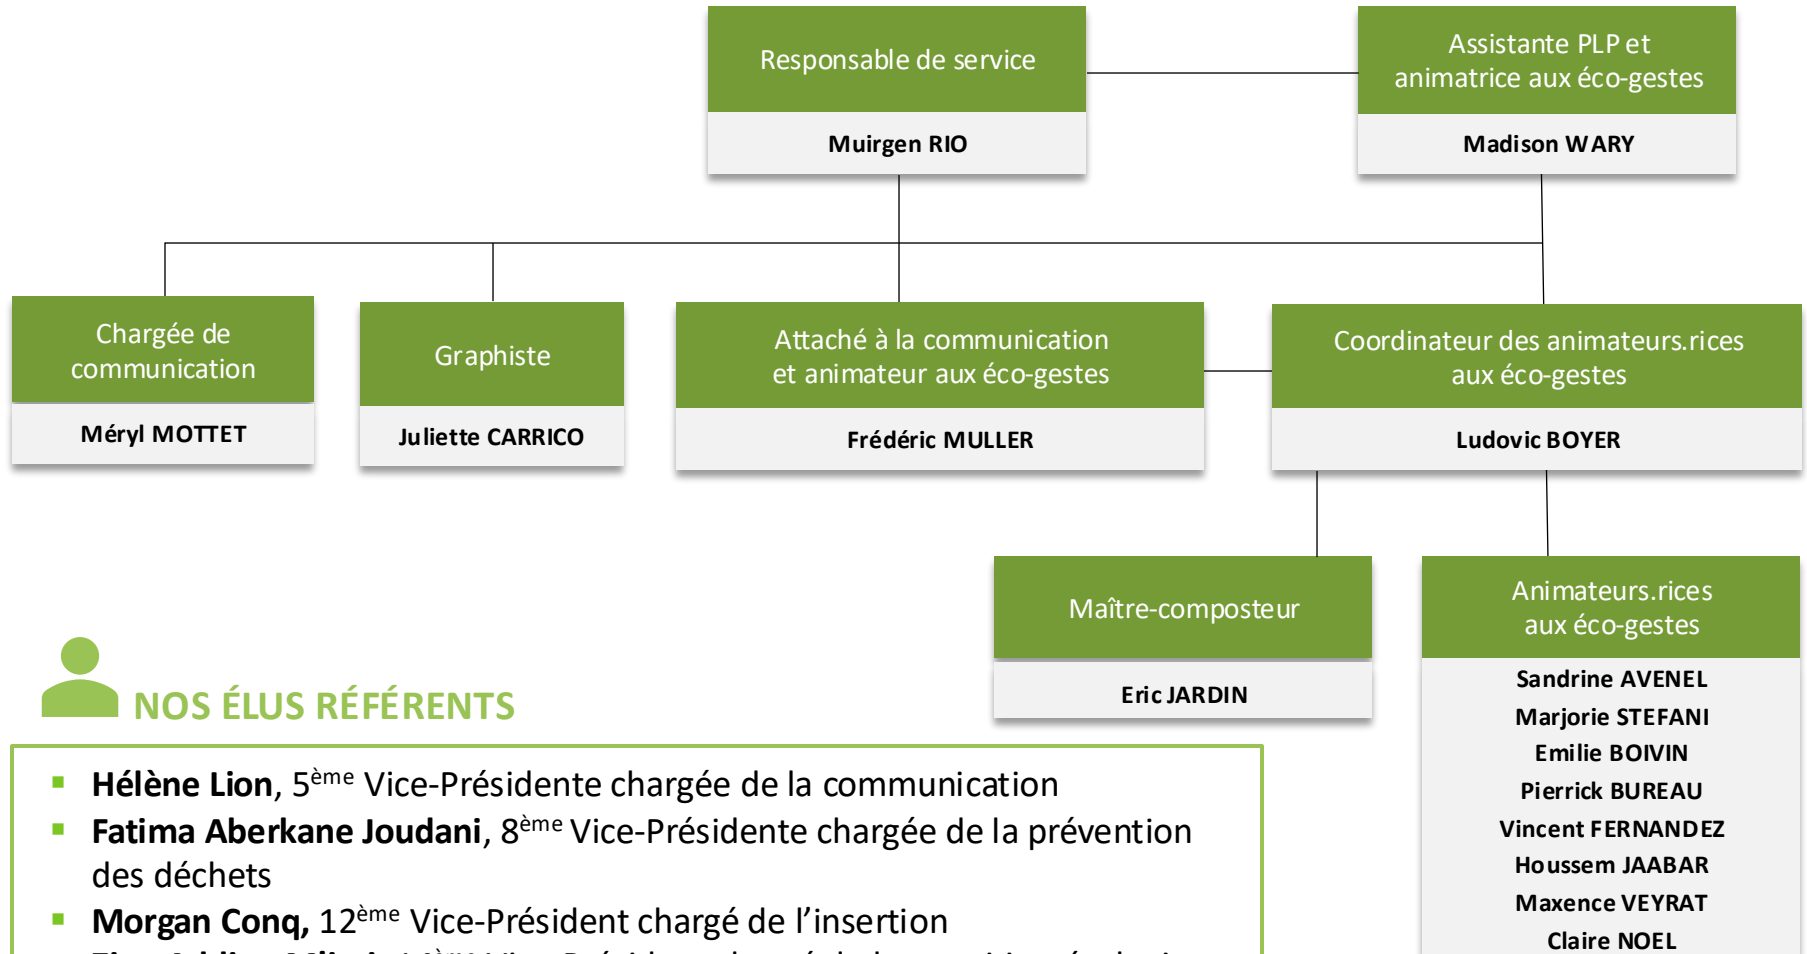 Responsable de service
Muirgen RIO
Assistante PLP et
animatrice aux éco-gestes
Madison WARY
Chargée de
communication
Méryl MOTTET
Graphiste
Juliette CARRICO
Attaché à la communication
et animateur aux éco-gestes
Frédéric MULLER
Coordinateur des animateurs.rices
aux éco-gestes
Ludovic BOYER
Maître-composteur
Eric JARDIN
Animateurs.rices
aux éco-gestes
Sandrine AVENEL
Marjorie STEFANI
Emilie BOIVIN
Pierrick BUREAU
Vincent FERNANDEZ
Houssem JAABAR
Maxence VEYRAT
Claire NOEL
NOS ÉLUS RÉFÉRENTS
▪ Hélène Lion, 5ème Vice-Présidente chargée de la communication
▪ Fatima Aberkane Joudani, 8ème Vice-Présidente chargée de la prévention
des déchets
▪ Morgan Conq, 12ème Vice-Président chargé de l’insertion